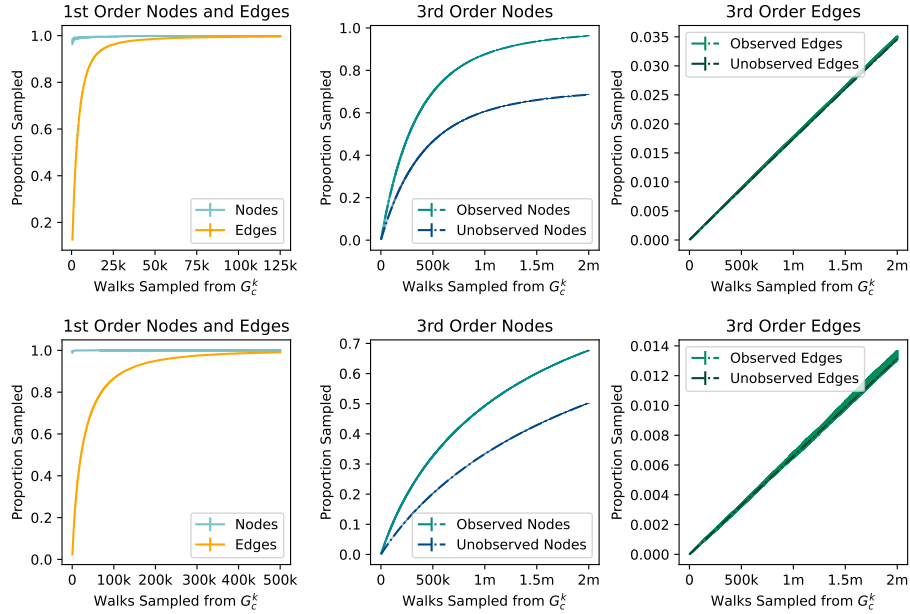 1st Order Nodes and Edges
Proportion Sampled
1.0
0.8
0.6
0.4
0.2
Nodes
Edges
0 25k 50k 75k 100k 125k
Walks Sampled from $G_c^k$
3rd Order Nodes
Proportion Sampled
1.0
0.8
0.6
0.4
0.2
0.0
Observed Nodes
Unobserved Nodes
0 500k 1m 1.5m 2m
Walks Sampled from $G_c^k$
3rd Order Edges
Proportion Sampled
0.035
0.030
0.025
0.020
0.015
0.010
0.005
0.000
Observed Edges
Unobserved Edges
0 500k 1m 1.5m 2m
Walks Sampled from $G_c^k$
1st Order Nodes and Edges
Proportion Sampled
1.0
0.8
0.6
0.4
0.2
0.0
Nodes
Edges
0 100k 200k 300k 400k 500k
Walks Sampled from $G_c^k$
3rd Order Nodes
Proportion Sampled
0.7
0.6
0.5
0.4
0.3
0.2
0.1
0.0
Observed Nodes
Unobserved Nodes
0 500k 1m 1.5m 2m
Walks Sampled from $G_c^k$
3rd Order Edges
Proportion Sampled
0.014
0.012
0.010
0.008
0.006
0.004
0.002
0.000
Observed Edges
Unobserved Edges
0 500k 1m 1.5m 2m
Walks Sampled from $G_c^k$